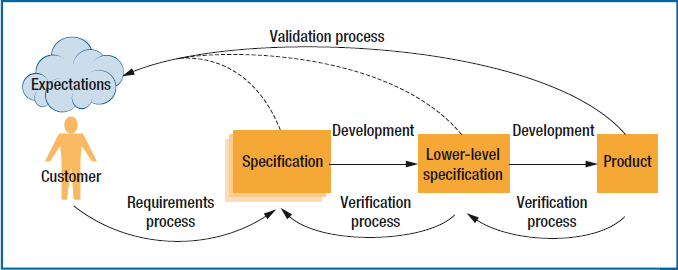 Validation process
Expectations
Customer
Specification
Development
Lower-level
specification
Development
Product
Requirements
process
Verification
process
Verification
process